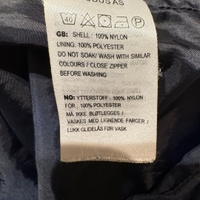 40
GB: SHELL : 100% NYLON
LINING: 100% POLYESTER
DO NOT SOAK/ WASH WITH SIMILAR
COLOURS / CLOSE ZIPPER
BEFORE WASHING
NO: YTTERSTOFF : 100% NYLON
FOR : 100% POLYESTER
MÅ IKKE BLØTLEGGES /
VASKES MED LIGNENDE FARGER /
LUKK GLIDELÅS FØR VASK